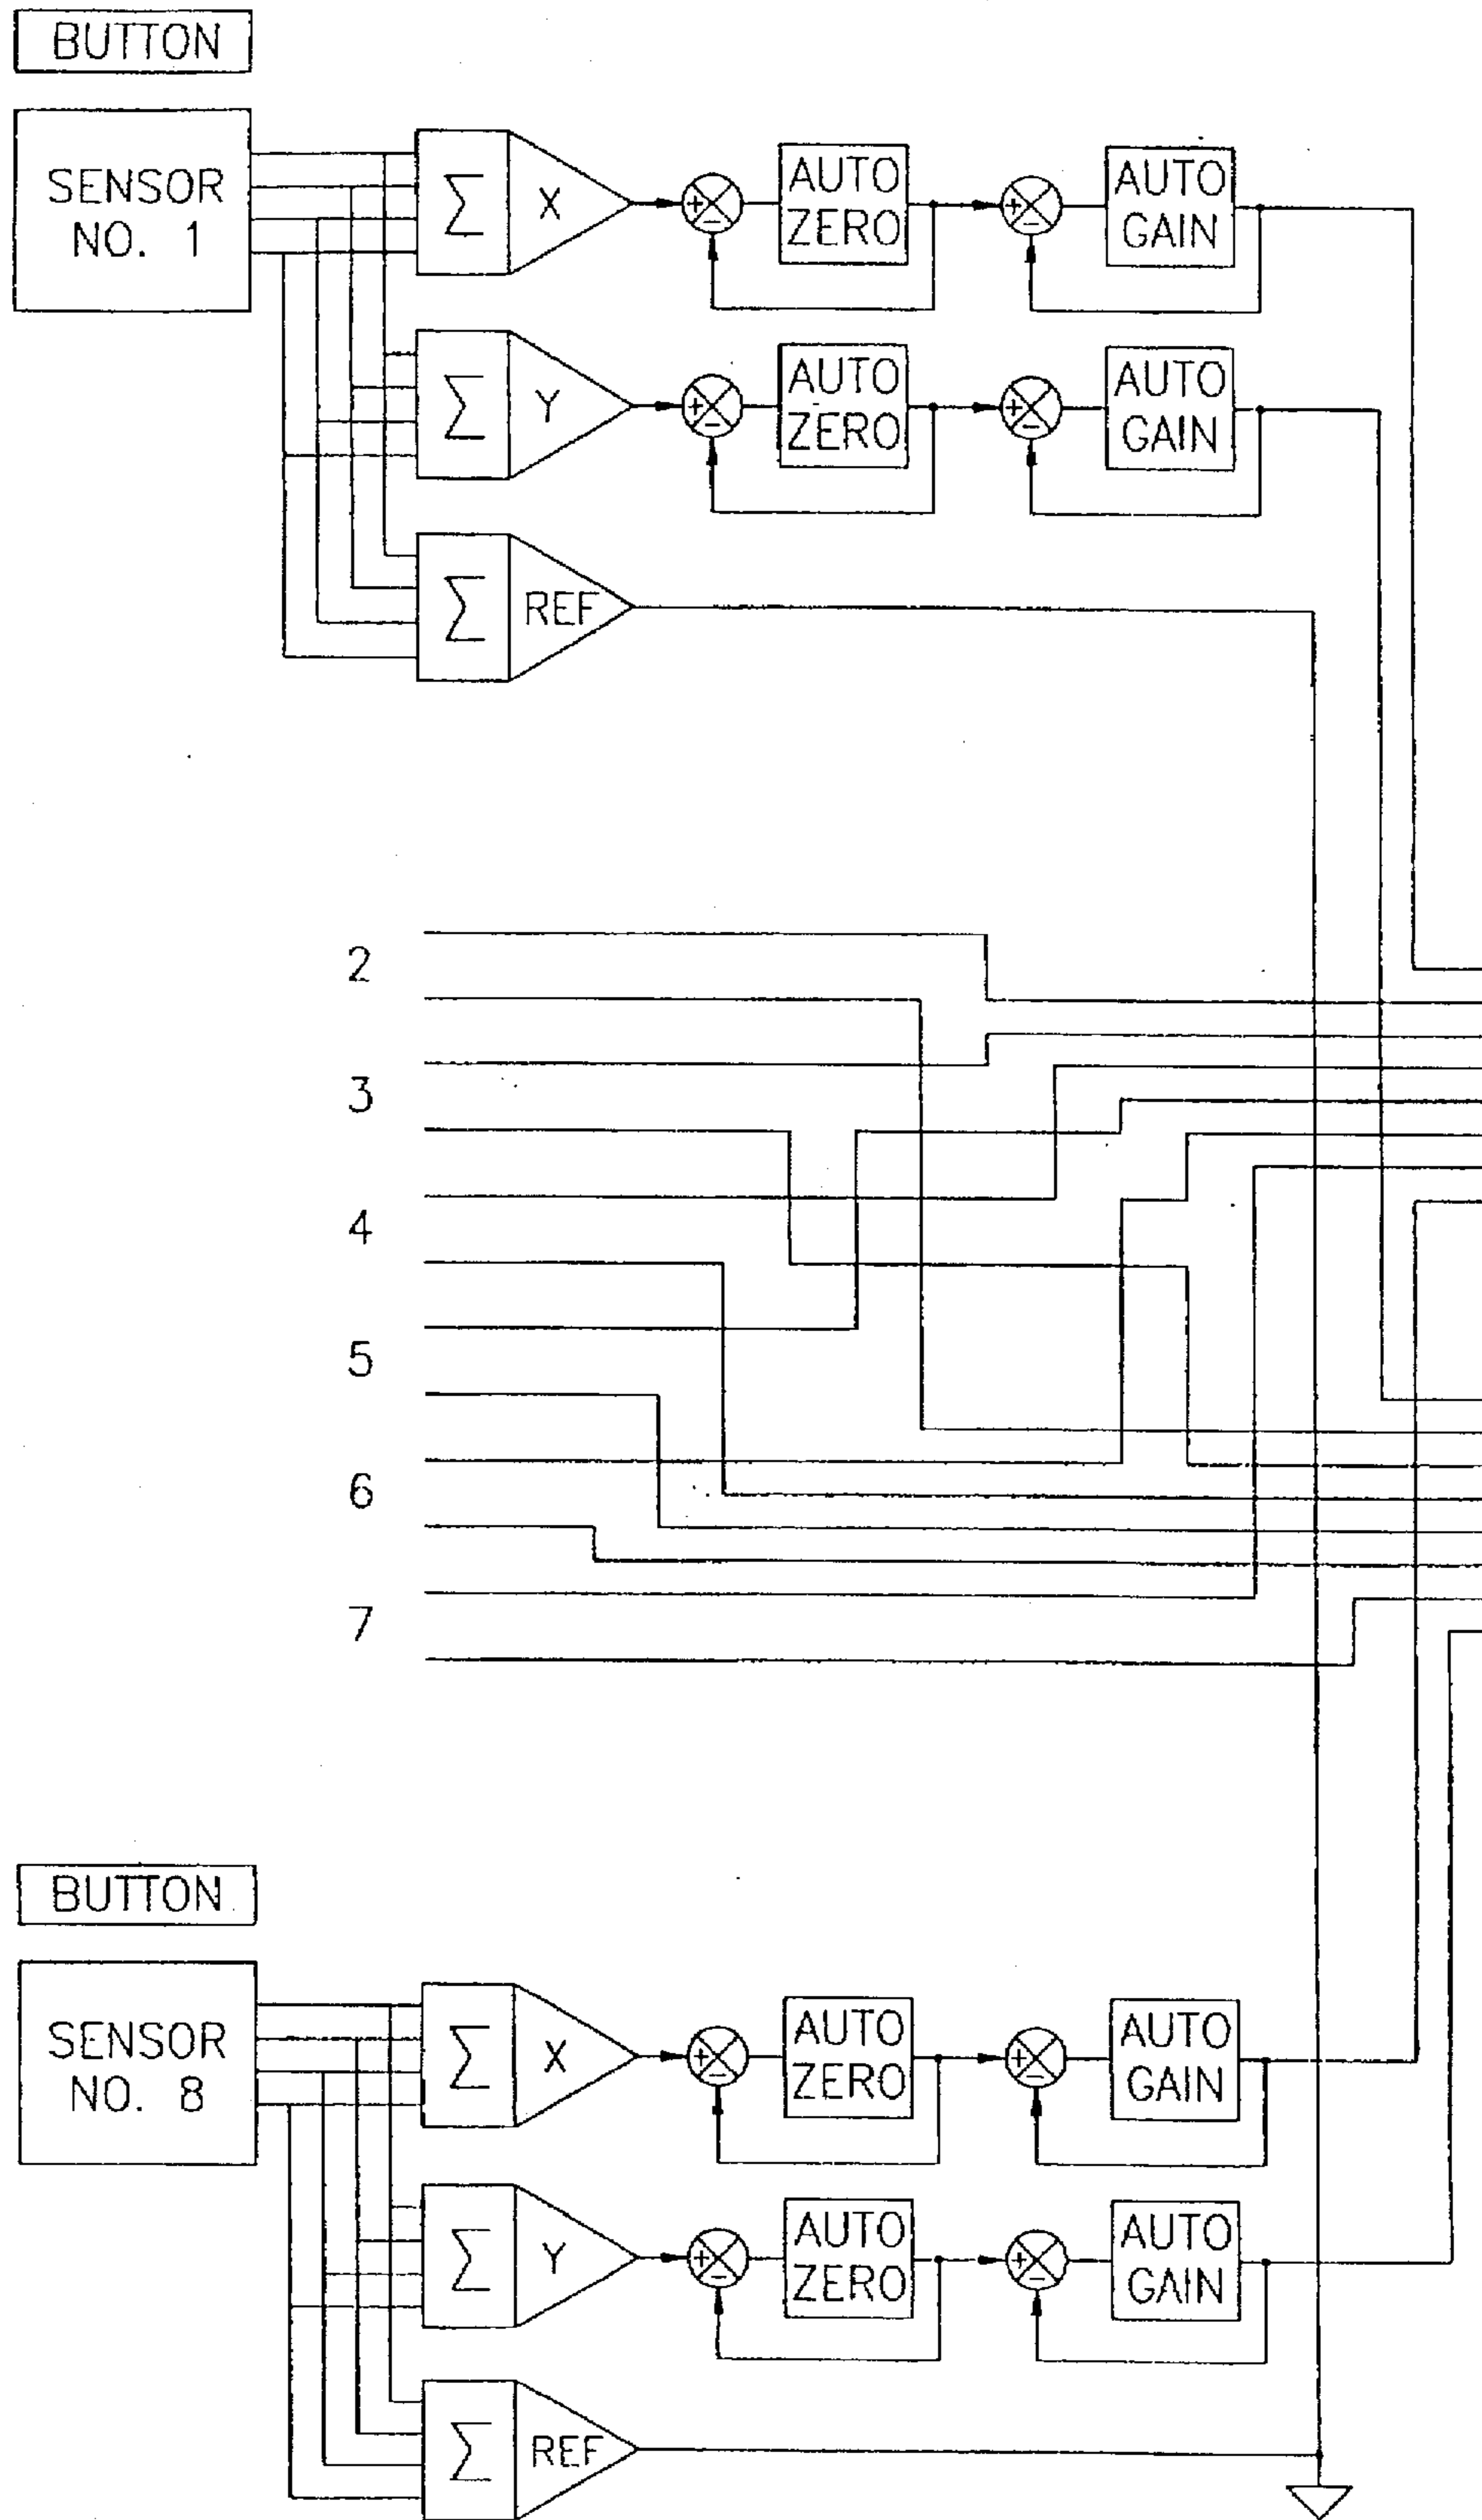 BUTTON
SENSOR
NO. 1
Σ X
+
−
AUTO
ZERO
+
−
AUTO
GAIN
Σ Y
+
−
AUTO
ZERO
+
−
AUTO
GAIN
Σ REF
2
3
4
5
6
7
BUTTON
SENSOR
NO. 8
Σ X
+
−
AUTO
ZERO
+
−
AUTO
GAIN
Σ Y
+
−
AUTO
ZERO
+
−
AUTO
GAIN
Σ REF